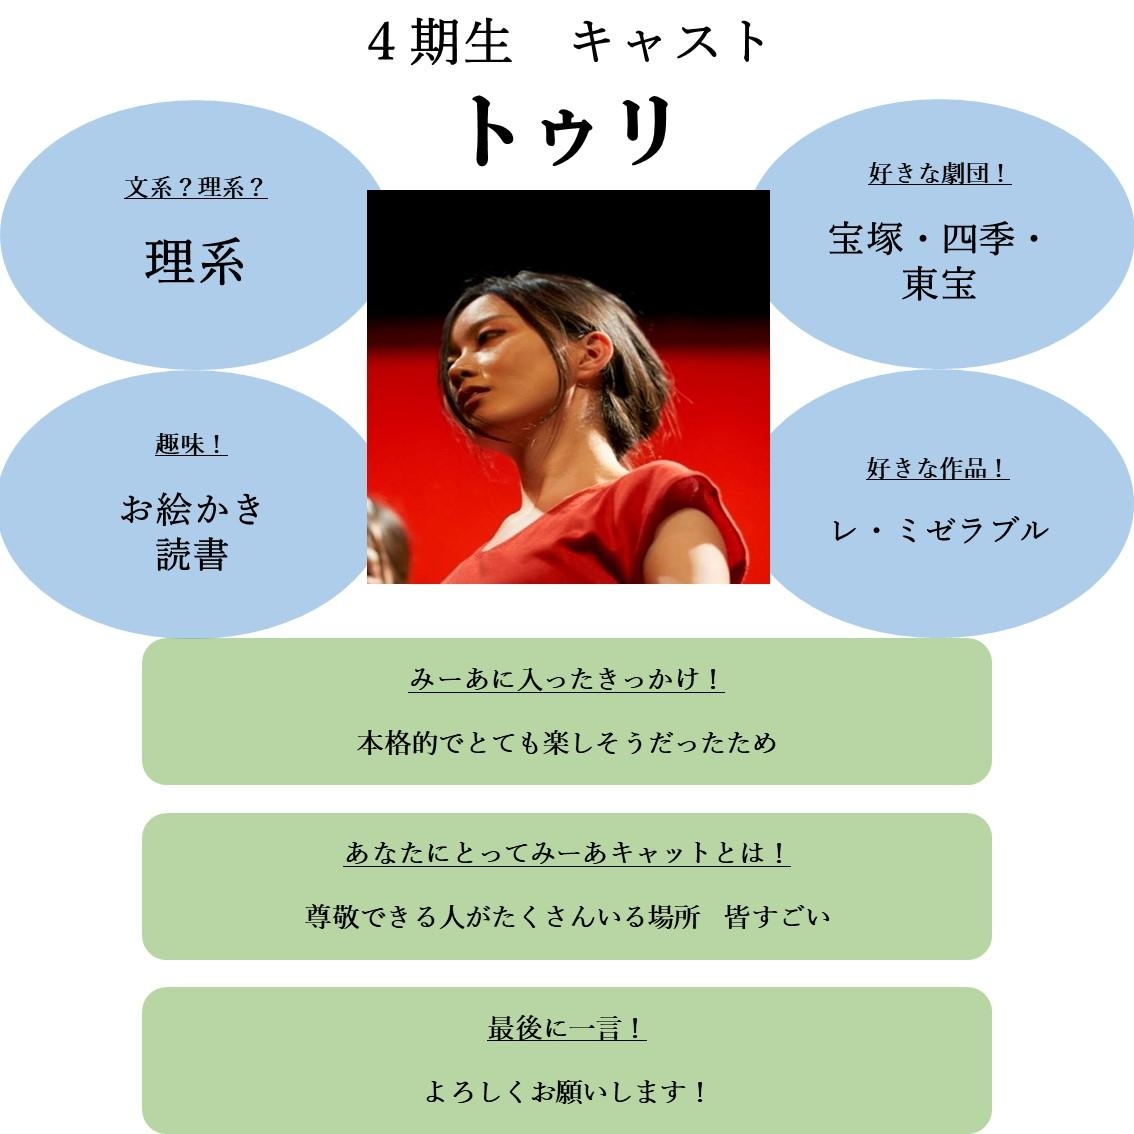 ４期生　キャスト
トゥリ
文系？理系？
理系
好きな劇団！
宝塚・四季・
東宝
趣味！
お絵かき
読書
好きな作品！
レ・ミゼラブル
みーあに入ったきっかけ！
本格的でとても楽しそうだったため
あなたにとってみーあキャットとは！
尊敬できる人がたくさんいる場所　皆すごい
最後に一言！
よろしくお願いします！